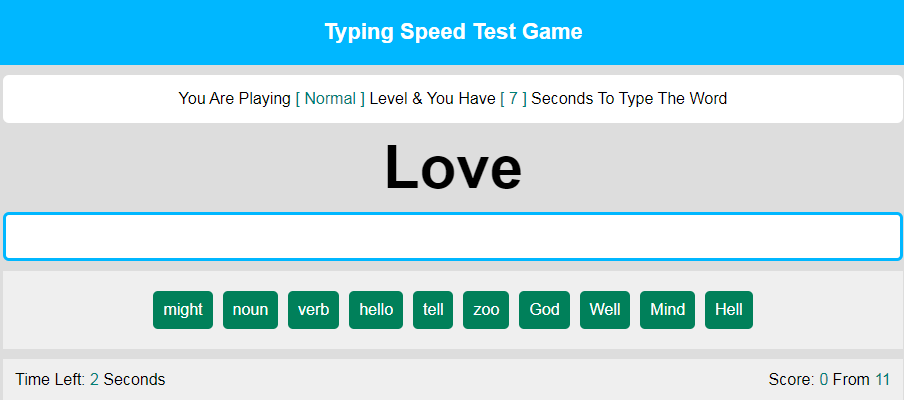 Typing Speed Test Game
You Are Playing [ Normal ] Level & You Have [ 7 ] Seconds To Type The Word
Love
might noun verb hello tell zoo God Well Mind Hell
Time Left: 2 Seconds Score: 0 From 11